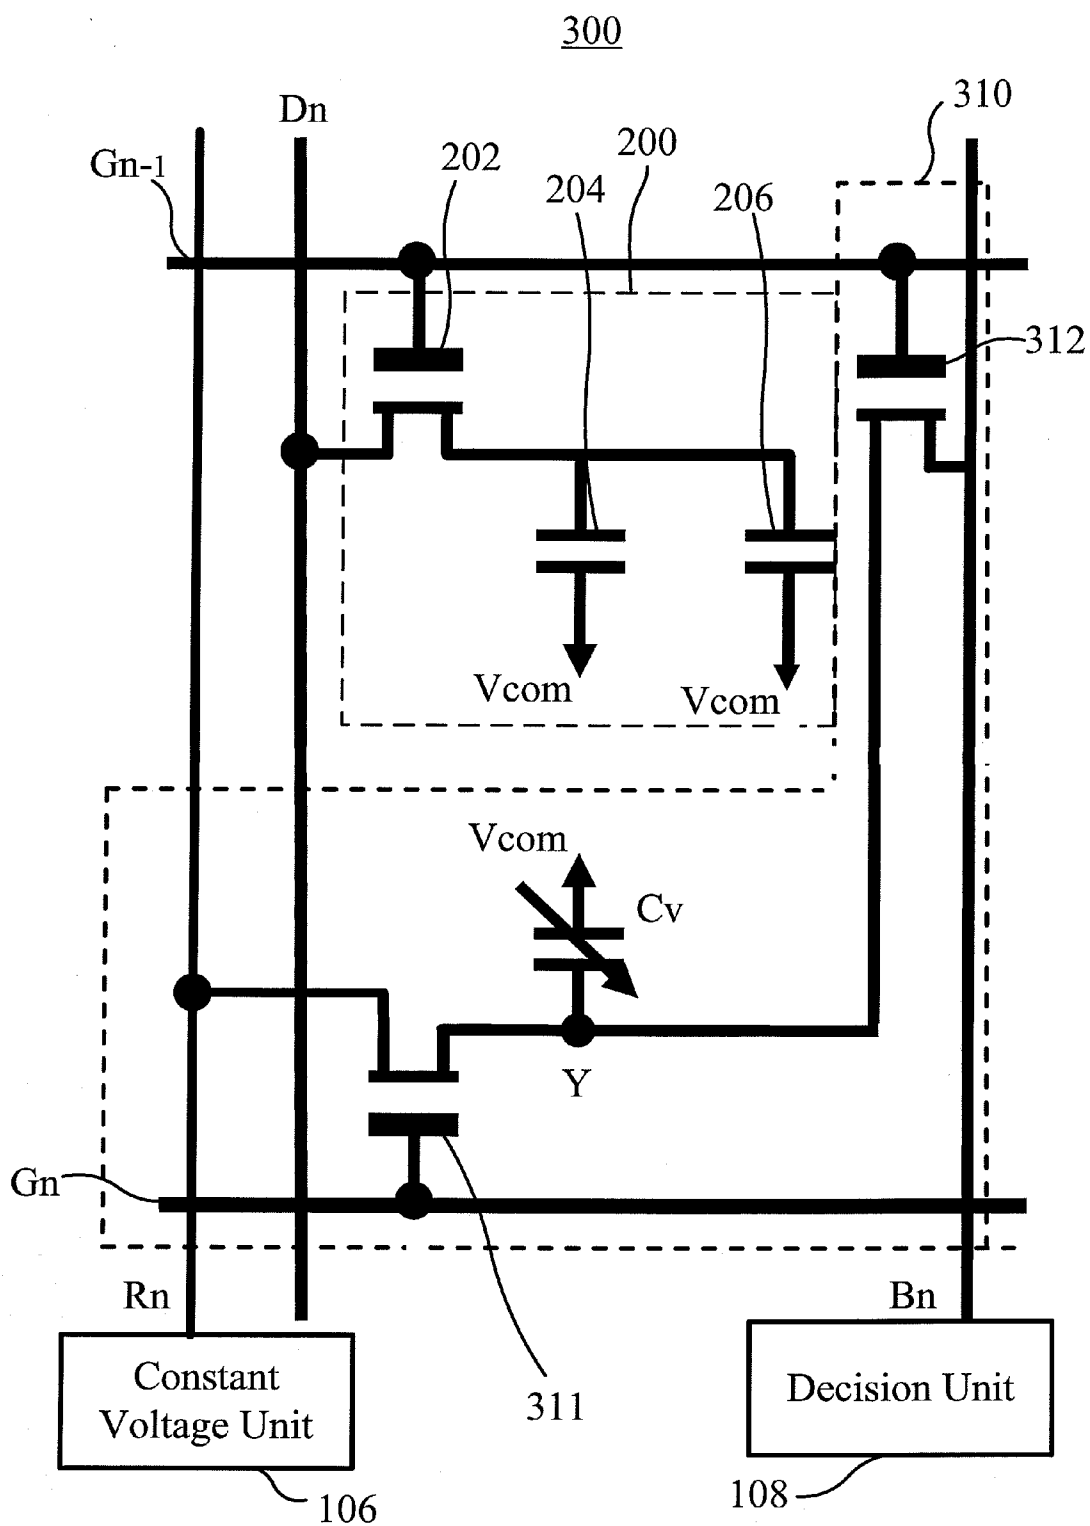 300
310
Dn
200
202
Gn-1
204
206
312
Vcom
Vcom
Vcom
Cv
Y
Gn
Rn
Bn
Constant
Voltage Unit
Decision Unit
311
106
108